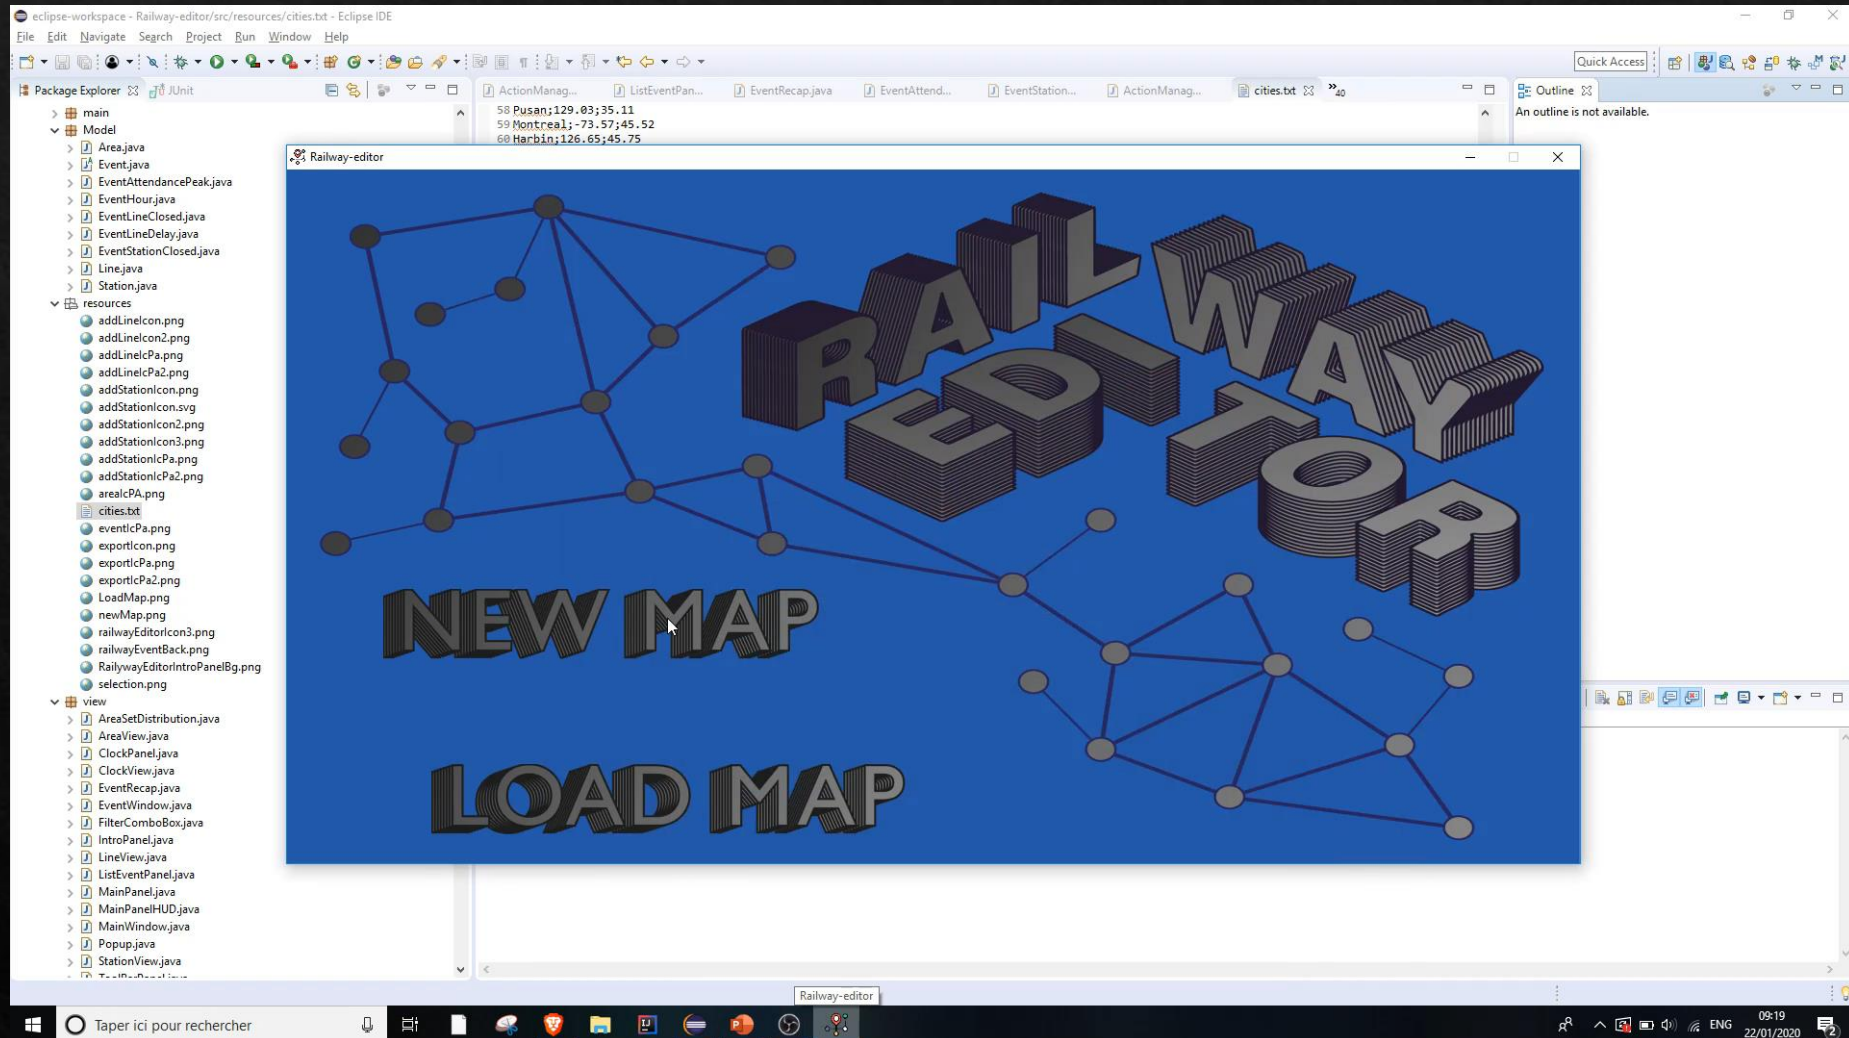 eclipse-workspace - Railway-editor/src/resources/cities.txt - Eclipse IDE
File Edit Navigate Search Project Run Window Help
Quick Access
Package Explorer JUnit
ActionManag... ListEventPan... EventRecap.java EventAttend... EventStation... ActionManag... cities.txt »40
Outline
An outline is not available.
58 Pusan;129.03;35.11
59 Montreal;-73.57;45.52
60 Harbin;126.65;45.75
main
Model
Area.java
Event.java
EventAttendancePeak.java
EventHour.java
EventLineClosed.java
EventLineDelay.java
EventStationClosed.java
Line.java
Station.java
resources
addLineIcon.png
addLineIcon2.png
addLineIcPa.png
addLineIcPa2.png
addStationIcon.png
addStationIcon.svg
addStationIcon2.png
addStationIcon3.png
addStationIcPa.png
addStationIcPa2.png
areaIcPA.png
cities.txt
eventIcPa.png
exportIcon.png
exportIcPa.png
exportIcPa2.png
LoadMap.png
newMap.png
railwayEditorIcon3.png
railwayEventBack.png
RailywayEditorIntroPanelBg.png
selection.png
view
AreaSetDistribution.java
AreaView.java
ClockPanel.java
ClockView.java
EventRecap.java
EventWindow.java
FilterComboBox.java
IntroPanel.java
LineView.java
ListEventPanel.java
MainPanel.java
MainPanelHUD.java
MainWindow.java
Popup.java
StationView.java
ToolBarPanel.java
Railway-editor
RAILWAY
EDITOR
NEW MAP
LOAD MAP
Railway-editor
Taper ici pour rechercher
ENG
09:19
22/01/2020
2